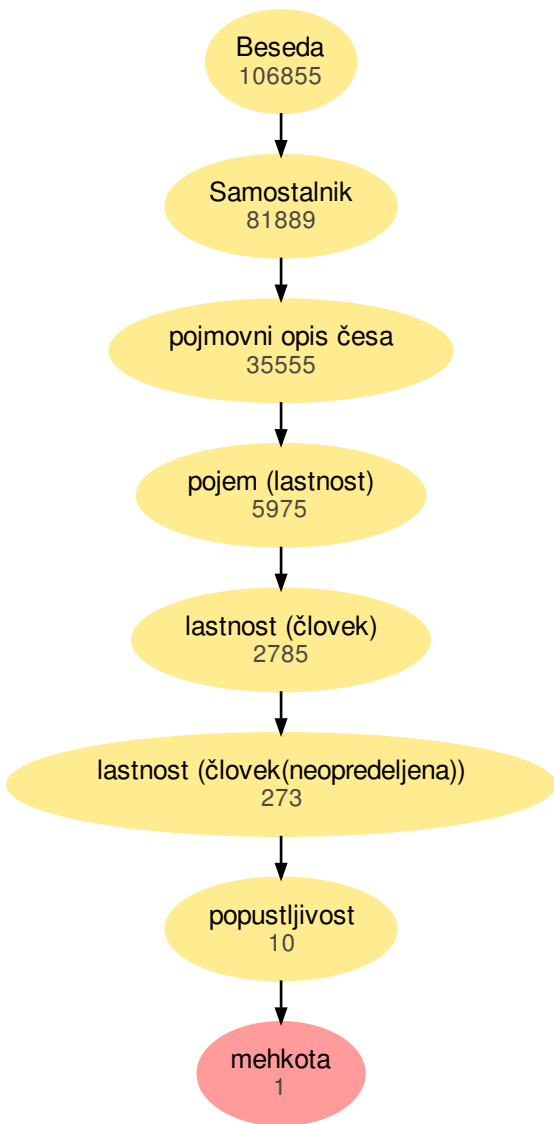 Beseda
106855
Samostalnik
81889
pojmovni opis česa
35555
pojem (lastnost)
5975
lastnost (človek)
2785
lastnost (človek(neopredeljena))
273
popustljivost
10
mehkota
1